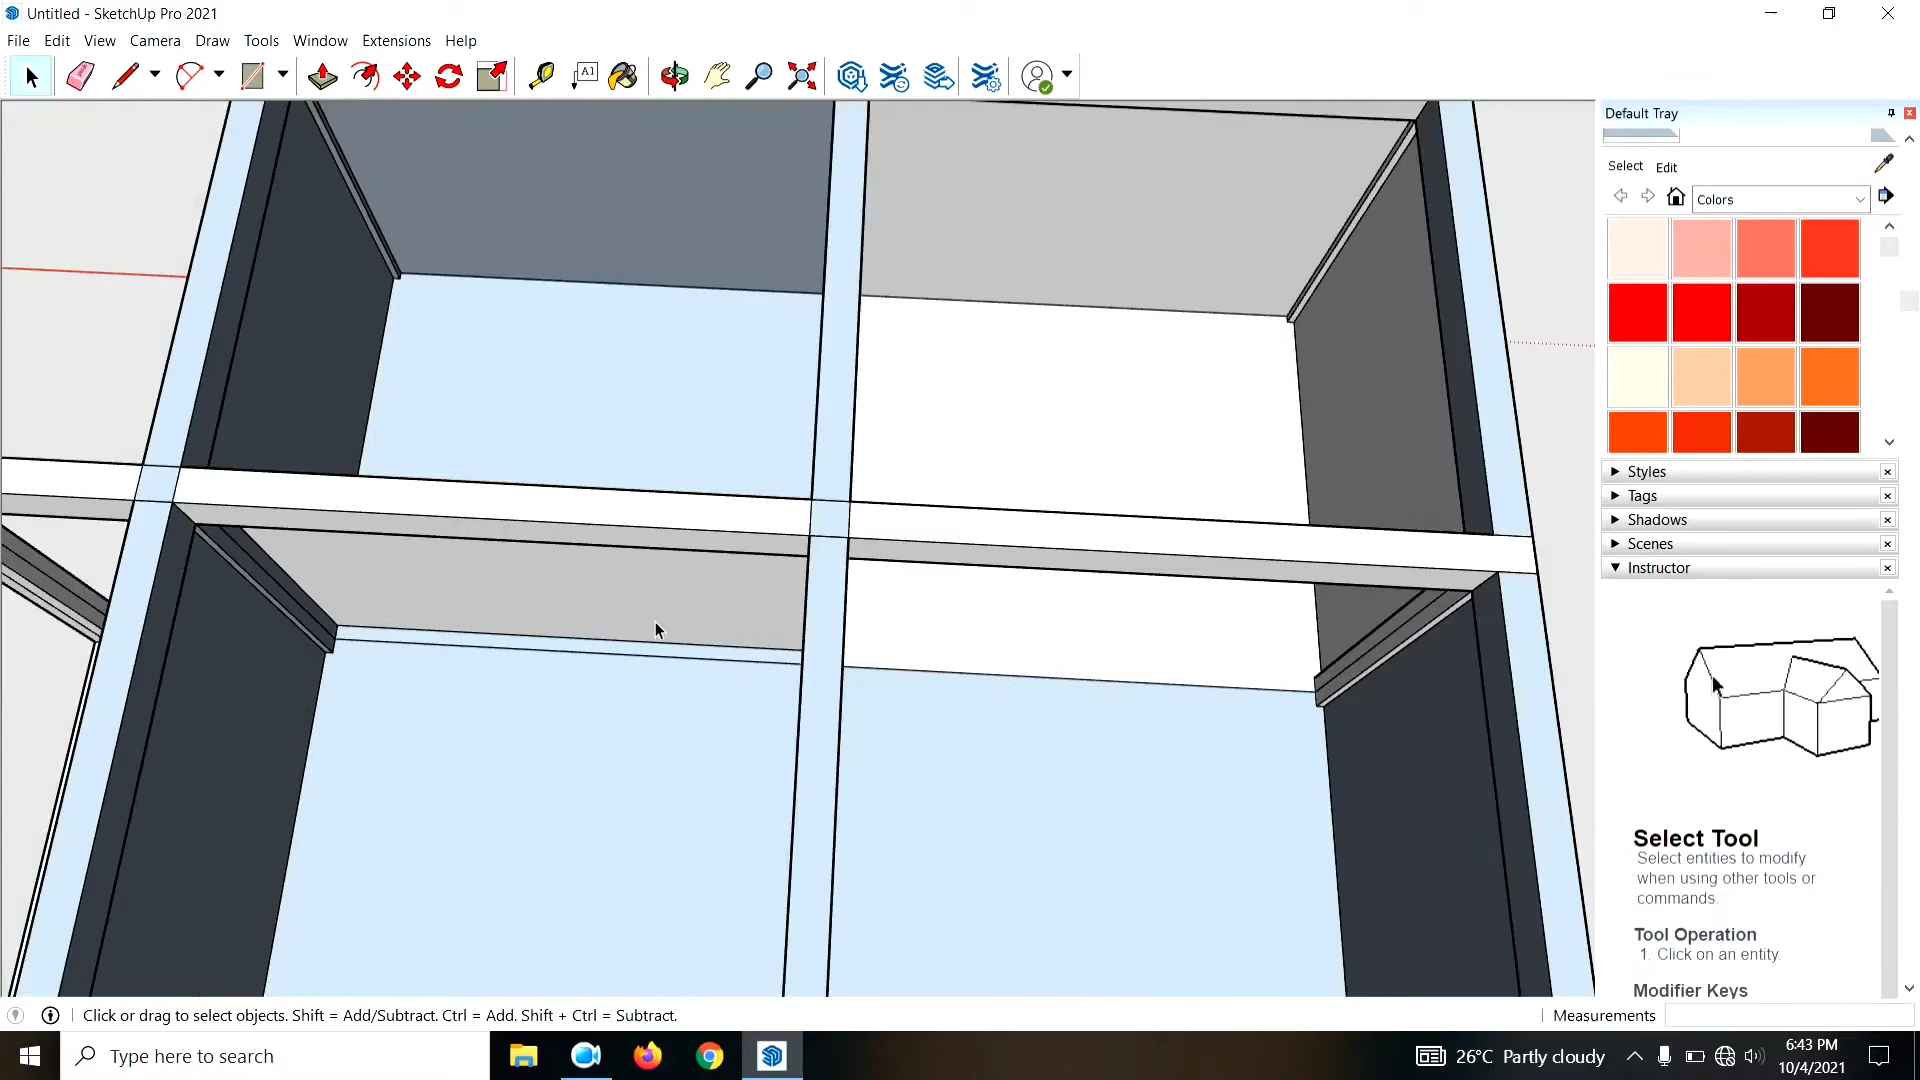 Untitled - SketchUp Pro 2021
File Edit View Camera Draw Tools Window Extensions Help
A1
Default Tray
Select Edit
Colors
Styles
Tags
Shadows
Scenes
Instructor
Select Tool
Select entities to modify
when using other tools or
commands.
Tool Operation
1. Click on an entity.
Modifier Keys
Click or drag to select objects. Shift = Add/Subtract. Ctrl = Add. Shift + Ctrl = Subtract.
Measurements
Type here to search
26°C Partly cloudy
6:43 PM
10/4/2021